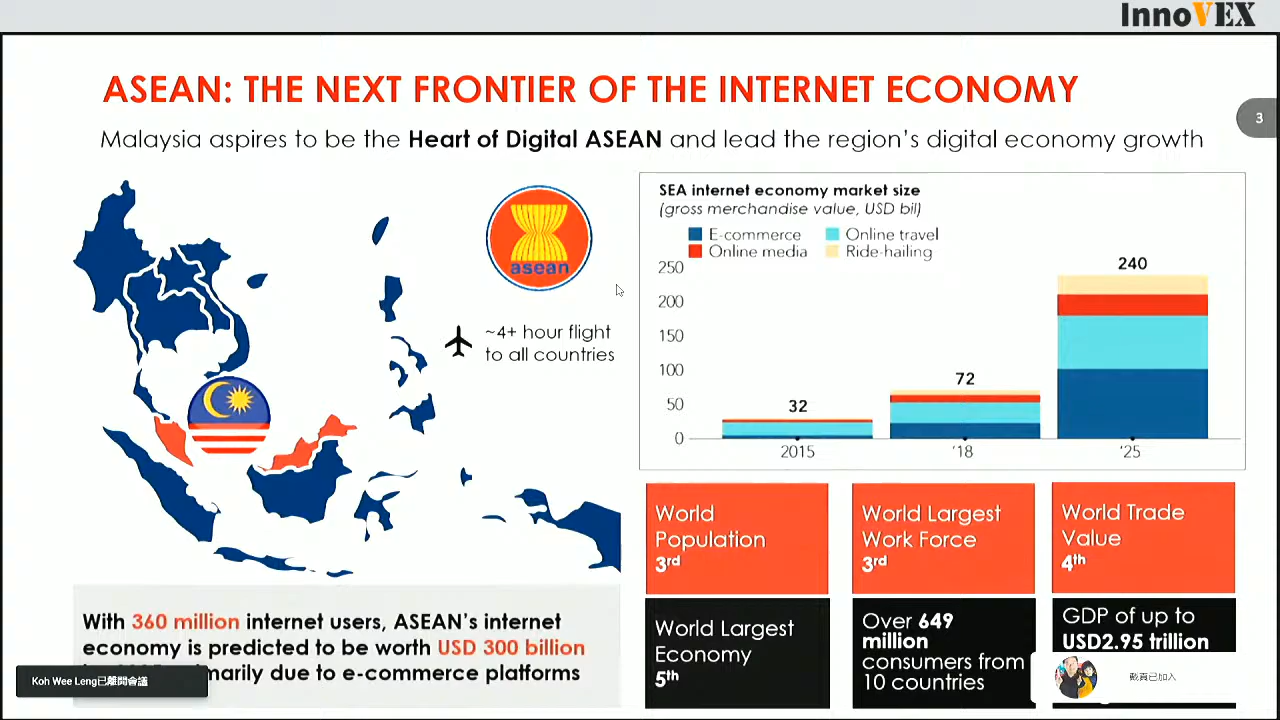 InnoVEX
ASEAN: THE NEXT FRONTIER OF THE INTERNET ECONOMY
3
Malaysia aspires to be the Heart of Digital ASEAN and lead the region's digital economy growth
asean
~4+ hour flight
to all countries
SEA internet economy market size
(gross merchandise value, USD bil)
E-commerce
Online travel
Online media
Ride-hailing
250
200
150
100
50
0
32
72
240
2015
'18
'25
World
Population
3rd
World Largest
Work Force
3rd
World Trade
Value
4th
World Largest
Economy
5th
Over 649
million
consumers from
10 countries
GDP of up to
USD2.95 trillion
With 360 million internet users, ASEAN's internet
economy is predicted to be worth USD 300 billion
due to e-commerce platforms
Koh Wee Leng已離開會議
已加入